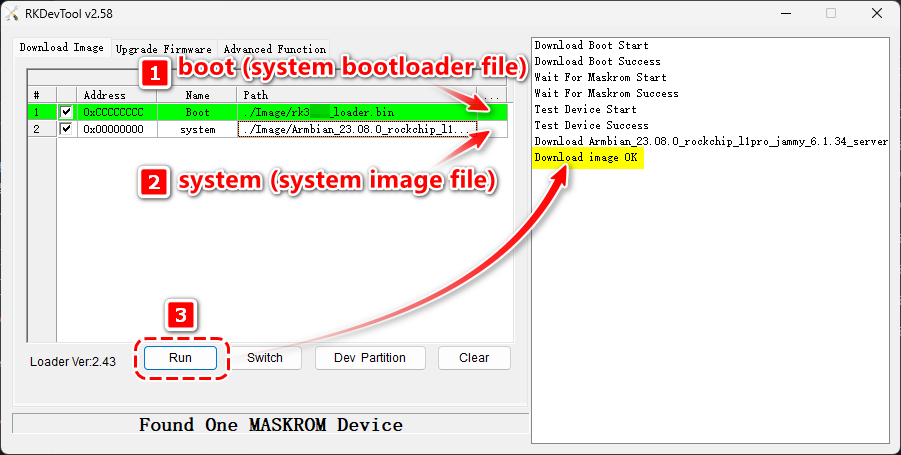 RKDevTool v2.58
Download Image Upgrade Firmware Advanced Function
1 boot (system bootloader file)
# Address Name Path ...
1 0xCCCCCCCC Boot ../Image/rk3 _loader.bin
2 0x00000000 system ../Image/Armbian_23.08.0_rockchip_l1...
2 system (system image file)
3
Loader Ver:2.43 Run Switch Dev Partition Clear
Found One MASKROM Device
Download Boot Start
Download Boot Success
Wait For Maskrom Start
Wait For Maskrom Success
Test Device Start
Test Device Success
Download Armbian_23.08.0_rockchip_l1pro_jammy_6.1.34_server
Download image OK